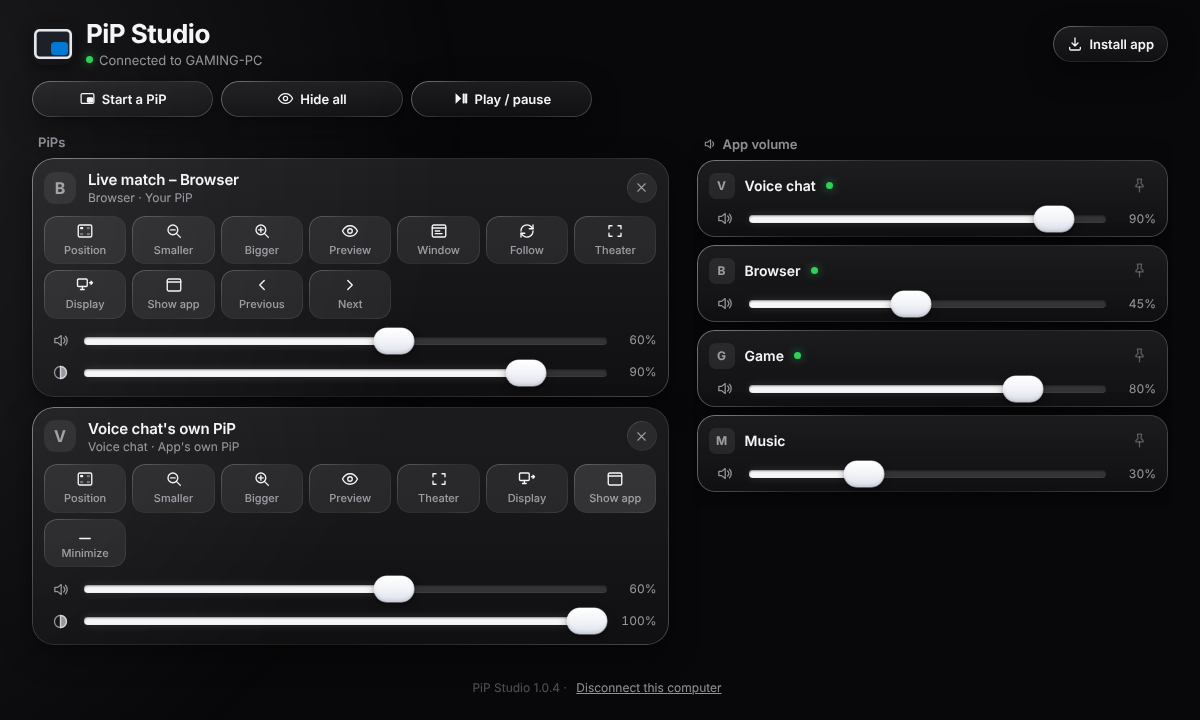 PiP Studio
Connected to GAMING-PC
Install app
Start a PiP
Hide all
Play / pause
PiPs
B
Live match – Browser
Browser · Your PiP
Position
Smaller
Bigger
Preview
Window
Follow
Theater
Display
Show app
Previous
Next
60%
90%
V
Voice chat's own PiP
Voice chat · App's own PiP
Position
Smaller
Bigger
Preview
Theater
Display
Show app
Minimize
60%
100%
App volume
V
Voice chat
90%
B
Browser
45%
G
Game
80%
M
Music
30%
PiP Studio 1.0.4 · Disconnect this computer